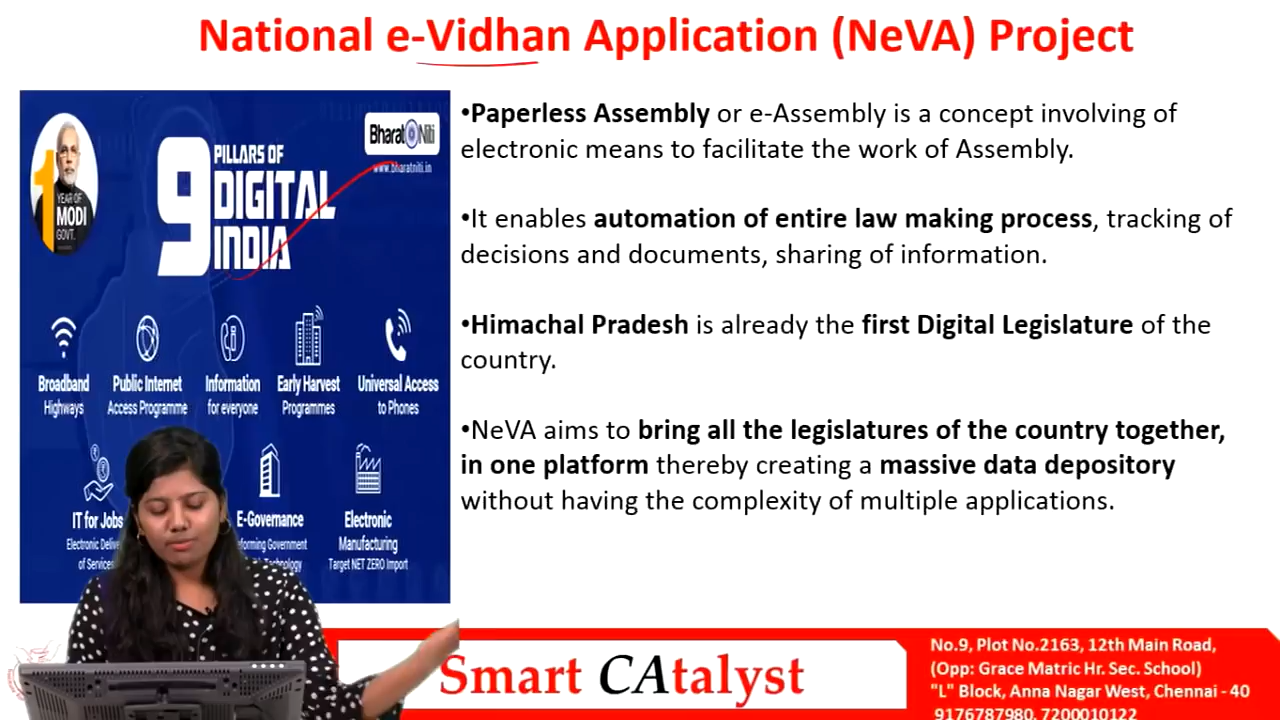 National e-Vidhan Application (NeVA) Project
1
YEAR OF
MODI
GOVT.
9
PILLARS OF
DIGITAL
INDIA
Bharat Niti
www.bharatniti.in
Broadband
Highways
Public Internet
Access Programme
Information
for everyone
Early Harvest
Programmes
Universal Access
to Phones
IT for Jobs
of Services
E-Governance
Government
Technology
Electronic
Manufacturing
Target NET ZERO Import
•Paperless Assembly or e-Assembly is a concept involving of
electronic means to facilitate the work of Assembly.
•It enables automation of entire law making process, tracking of
decisions and documents, sharing of information.
•Himachal Pradesh is already the first Digital Legislature of the
country.
•NeVA aims to bring all the legislatures of the country together,
in one platform thereby creating a massive data depository
without having the complexity of multiple applications.
Smart CAtalyst
No.9, Plot No.2163, 12th Main Road,
(Opp: Grace Matric Hr. Sec. School)
"L" Block, Anna Nagar West, Chennai - 40
9176787980, 7200010122